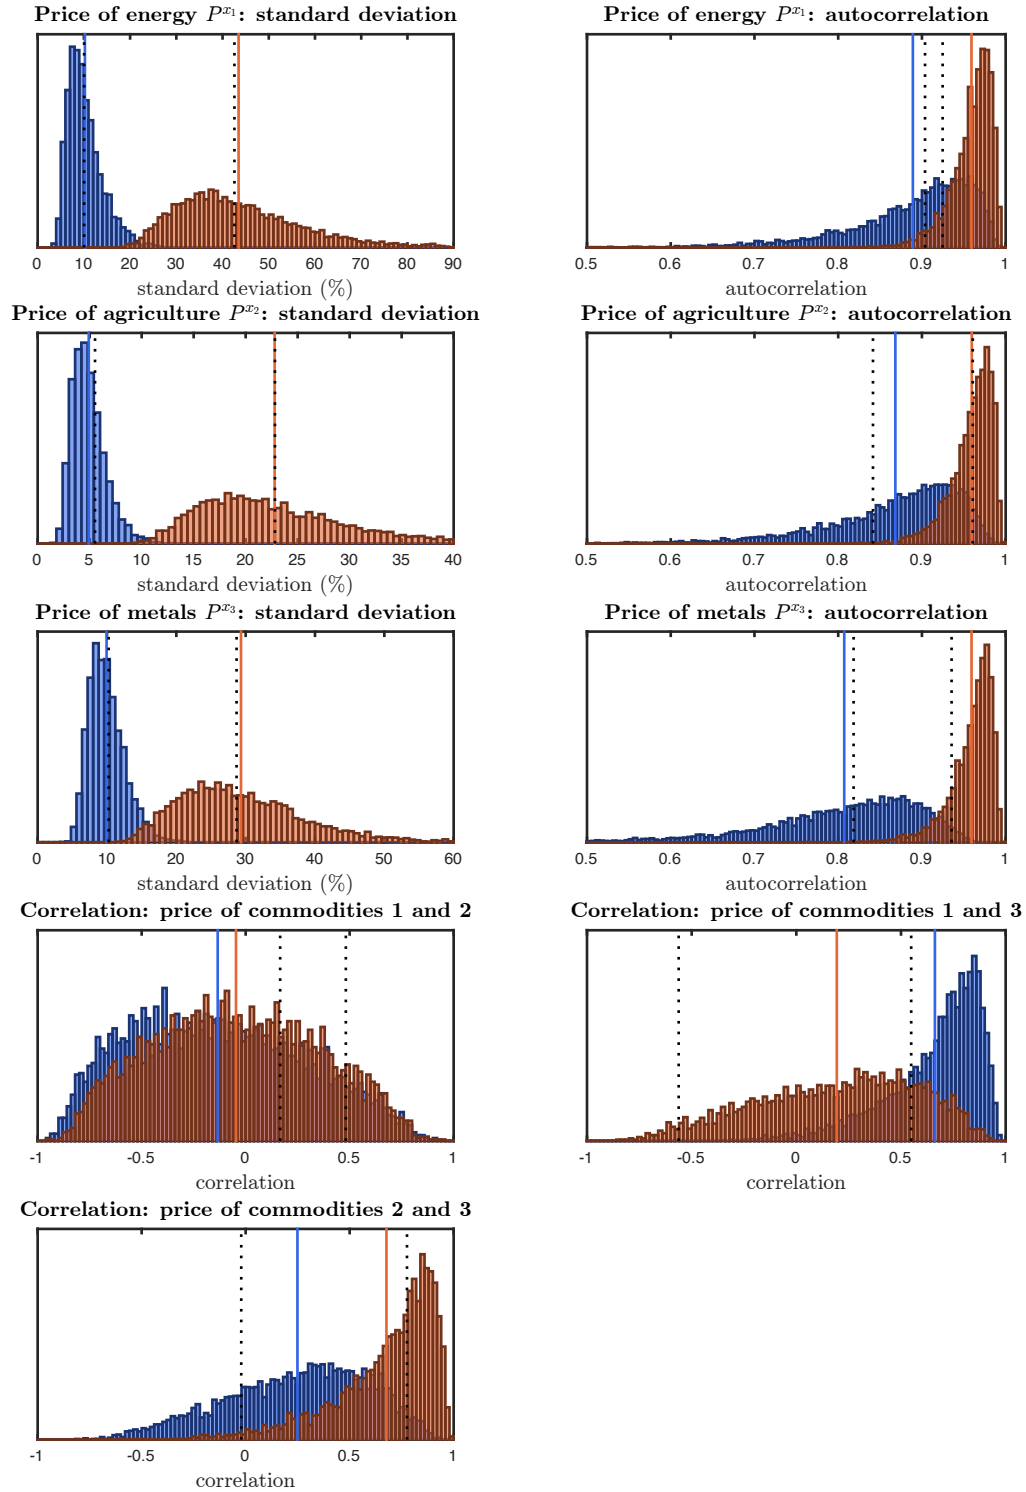 Price of energy P^{x_1}: standard deviation
0 10 20 30 40 50 60 70 80 90
standard deviation (%)
Price of energy P^{x_1}: autocorrelation
0.5 0.6 0.7 0.8 0.9 1
autocorrelation
Price of agriculture P^{x_2}: standard deviation
0 5 10 15 20 25 30 35 40
standard deviation (%)
Price of agriculture P^{x_2}: autocorrelation
0.5 0.6 0.7 0.8 0.9 1
autocorrelation
Price of metals P^{x_3}: standard deviation
0 10 20 30 40 50 60
standard deviation (%)
Price of metals P^{x_3}: autocorrelation
0.5 0.6 0.7 0.8 0.9 1
autocorrelation
Correlation: price of commodities 1 and 2
-1 -0.5 0 0.5 1
correlation
Correlation: price of commodities 1 and 3
-1 -0.5 0 0.5 1
correlation
Correlation: price of commodities 2 and 3
-1 -0.5 0 0.5 1
correlation